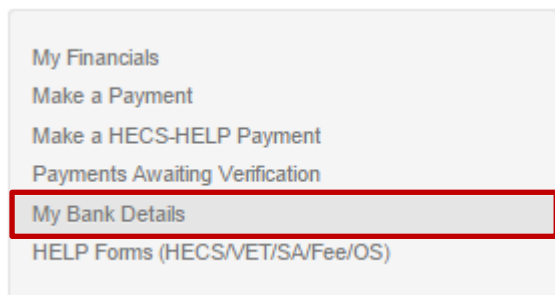 My Financials
Make a Payment
Make a HECS-HELP Payment
Payments Awaiting Verification
My Bank Details
HELP Forms (HECS/VET/SA/Fee/OS)